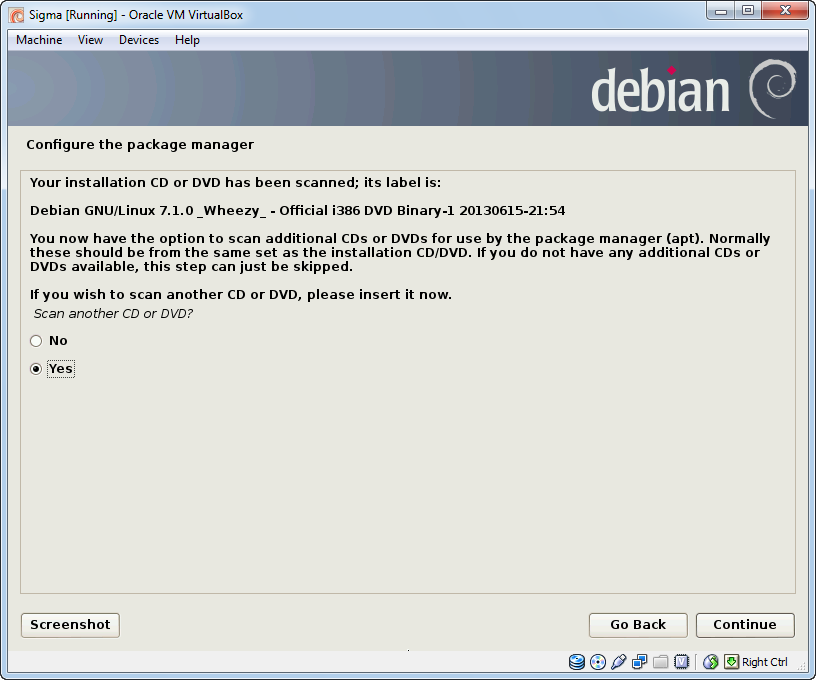 Sigma [Running] - Oracle VM VirtualBox
Machine View Devices Help
debian
Configure the package manager
Your installation CD or DVD has been scanned; its label is:
Debian GNU/Linux 7.1.0 _Wheezy_ - Official i386 DVD Binary-1 20130615-21:54
You now have the option to scan additional CDs or DVDs for use by the package manager (apt). Normally
these should be from the same set as the installation CD/DVD. If you do not have any additional CDs or
DVDs available, this step can just be skipped.
If you wish to scan another CD or DVD, please insert it now.
Scan another CD or DVD?
No
Yes
Screenshot Go Back Continue
Right Ctrl